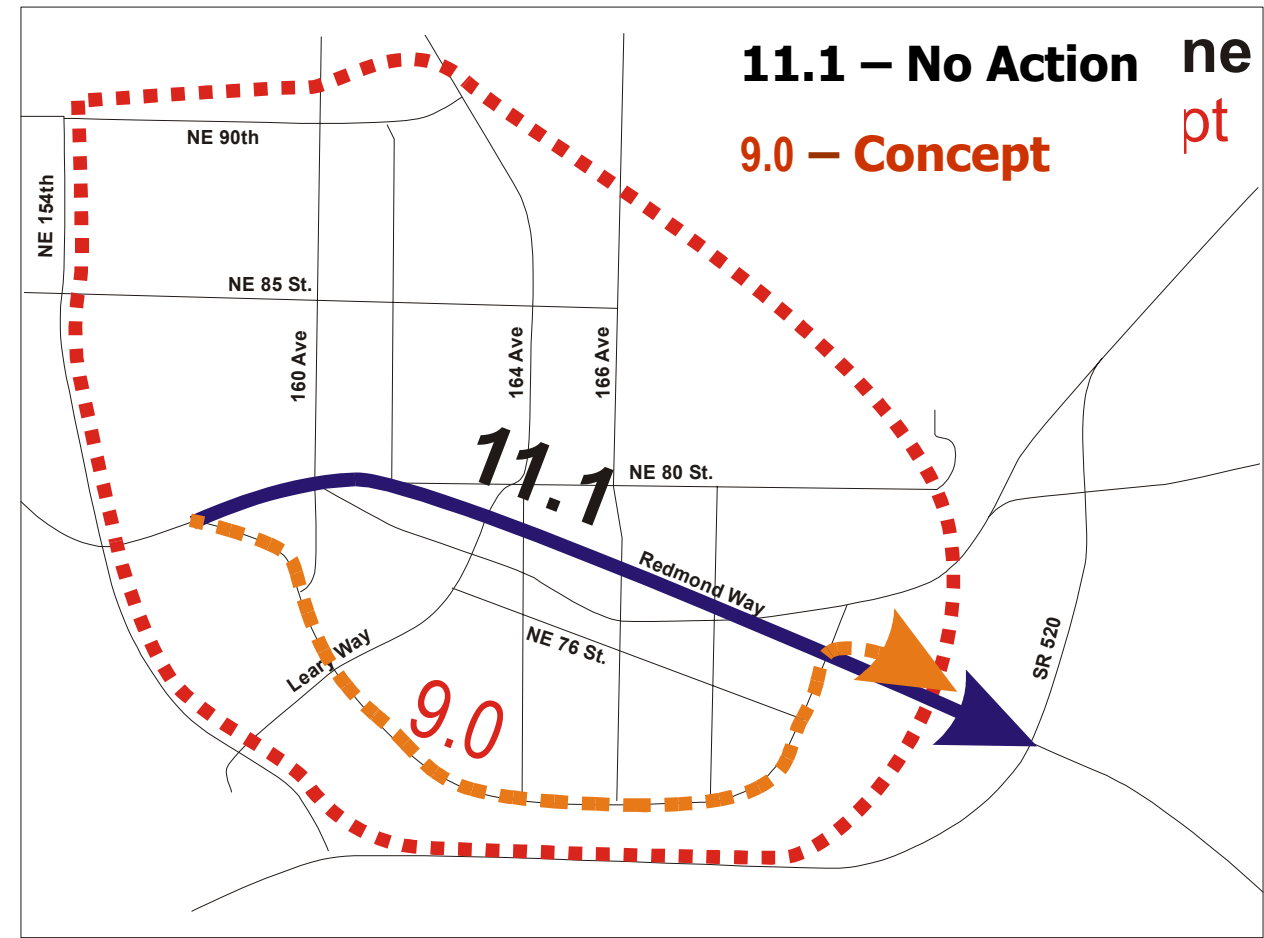 11.1 – No Action
ne
9.0 – Concept
pt
NE 90th
NE 154th
NE 85 St.
160 Ave
164 Ave
166 Ave
11.1
NE 80 St.
Redmond Way
NE 76 St.
Leary Way
SR 520
9.0